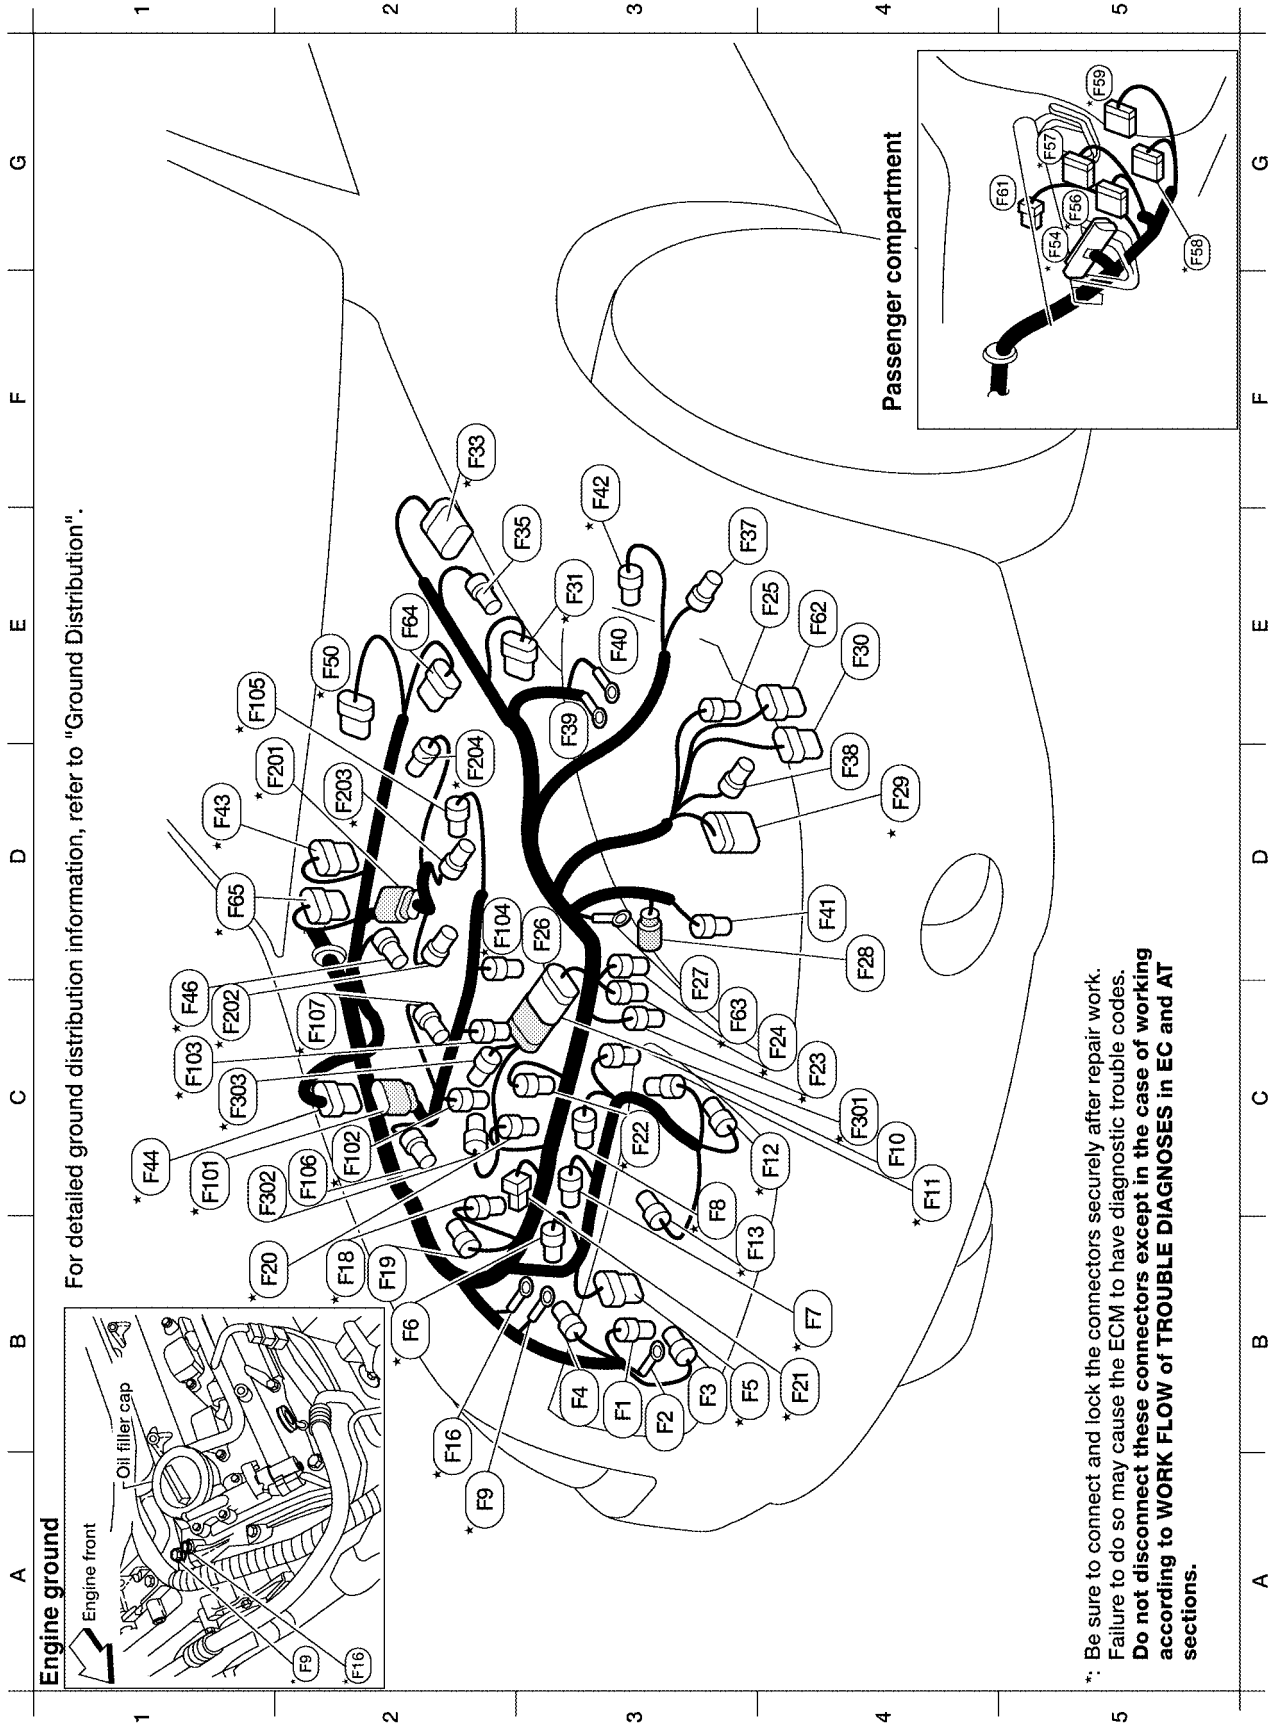 A
B
C
D
E
F
G
1
2
3
4
5
Engine ground
Engine front
Oil filler cap
*F9
*F16
For detailed ground distribution information, refer to "Ground Distribution".
*F44
*F101
F302
F106
*F102
*F20
*F18
F19
*F6
*F16
*F9
*F103
*F303
*F46
*F202
*F107
*F65
*F43
*F201
*F203
*F105
*F204
*F50
F64
*F104
F26
*F33
F35
*F31
F40
F39
*F42
F37
F25
F62
F30
F38
*F29
F41
F28
F27
F63
*F24
*F23
*F301
F10
*F11
*F12
*F22
*F8
*F13
*F7
*F21
*F5
F3
F2
F1
F4
Passenger compartment
F61
*F54
*F56
*F57
*F59
*F58
*: Be sure to connect and lock the connectors securely after repair work.
Failure to do so may cause the ECM to have diagnostic trouble codes.
Do not disconnect these connectors except in the case of working
according to WORK FLOW of TROUBLE DIAGNOSES in EC and AT
sections.
1
2
3
4
5
A
B
C
D
E
F
G